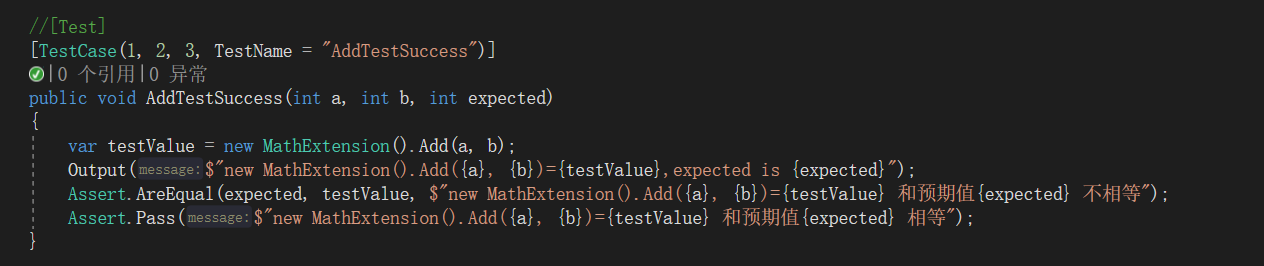 //[Test]
[TestCase(1, 2, 3, TestName = "AddTestSuccess")]
|0 个引用|0 异常
public void AddTestSuccess(int a, int b, int expected)
{
var testValue = new MathExtension().Add(a, b);
Output(message:$"new MathExtension().Add({a}, {b})={testValue},expected is {expected}");
Assert.AreEqual(expected, testValue, $"new MathExtension().Add({a}, {b})={testValue} 和预期值{expected} 不相等");
Assert.Pass(message:$"new MathExtension().Add({a}, {b})={testValue} 和预期值{expected} 相等");
}